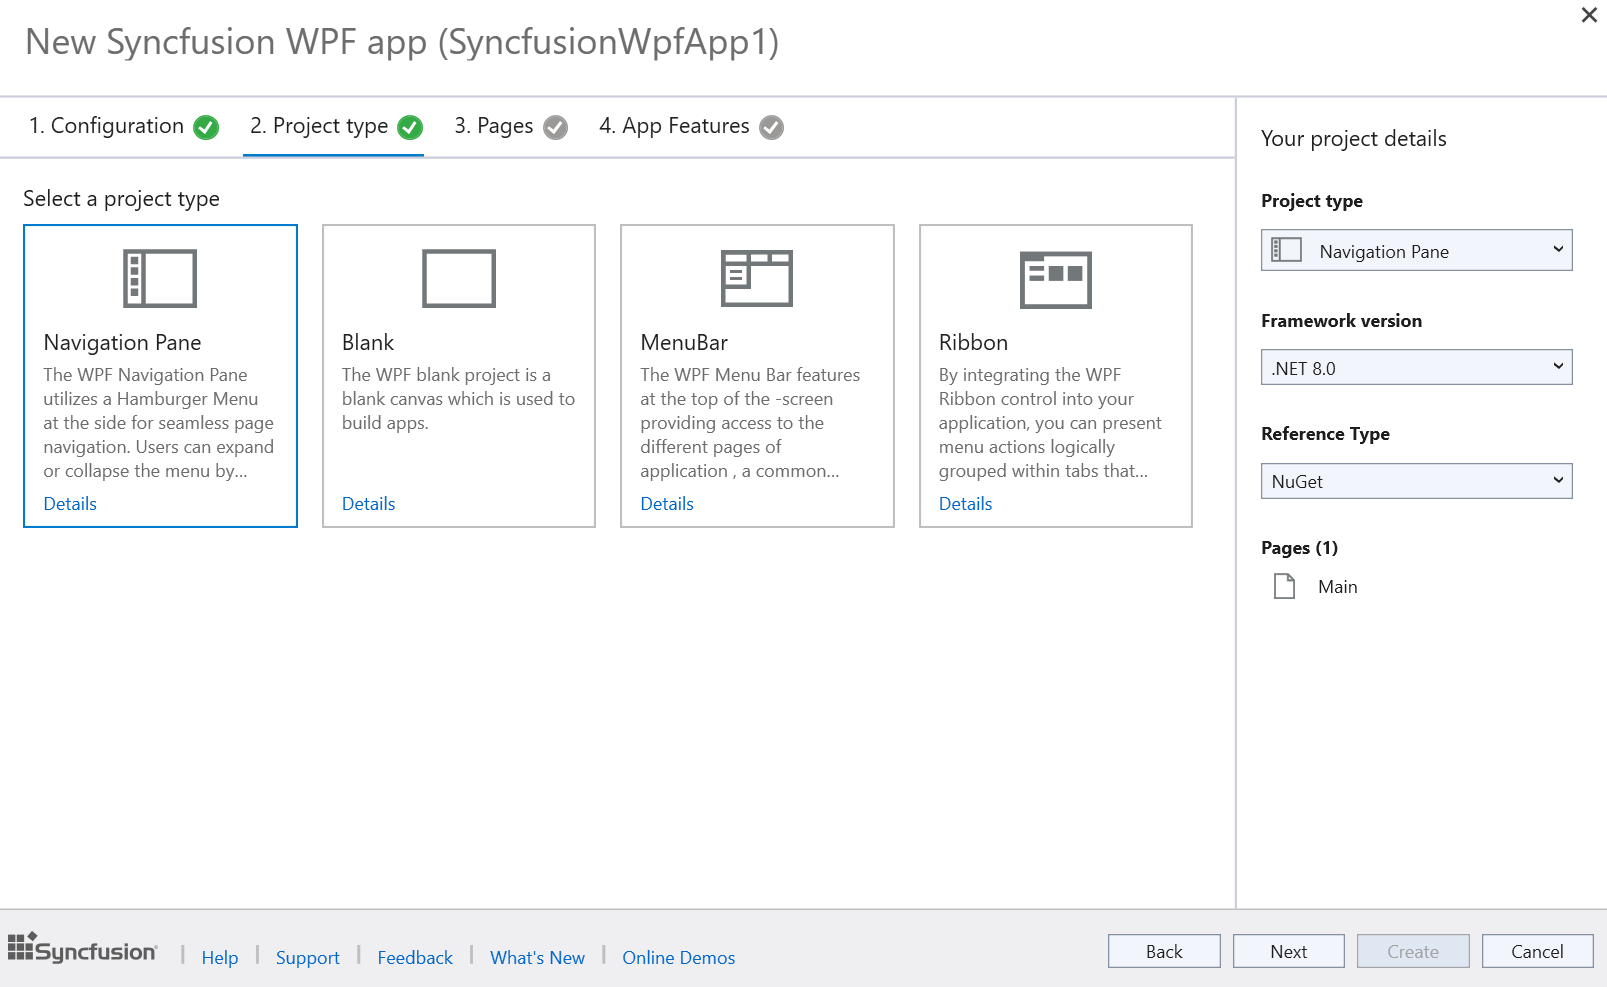 New Syncfusion WPF app (SyncfusionWpfApp1)
1. Configuration
2. Project type
3. Pages
4. App Features
Select a project type
Navigation Pane
The WPF Navigation Pane
utilizes a Hamburger Menu
at the side for seamless page
navigation. Users can expand
or collapse the menu by...
Details
Blank
The WPF blank project is a
blank canvas which is used to
build apps.
Details
MenuBar
The WPF Menu Bar features
at the top of the -screen
providing access to the
different pages of
application , a common...
Details
Ribbon
By integrating the WPF
Ribbon control into your
application, you can present
menu actions logically
grouped within tabs that...
Details
Your project details
Project type
Navigation Pane
Framework version
.NET 8.0
Reference Type
NuGet
Pages (1)
Main
Syncfusion
Help
Support
Feedback
What's New
Online Demos
Back
Next
Create
Cancel